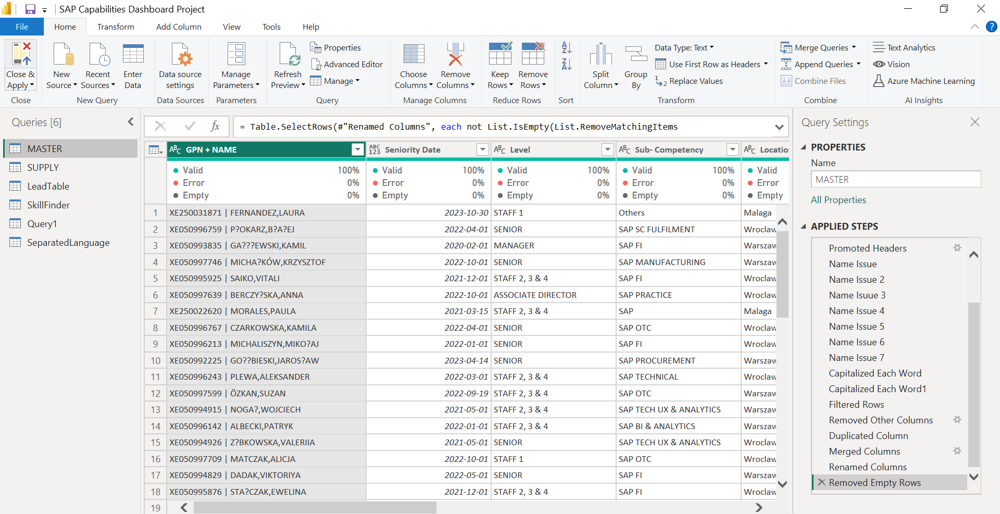 SAP Capabilities Dashboard Project
File Home Transform Add Column View Tools Help
Close & Apply
New Source
Recent Sources
Enter Data
Data source settings
Manage Parameters
Refresh Preview
Properties
Advanced Editor
Manage
Choose Columns
Remove Columns
Keep Rows
Remove Rows
Split Column
Group By
Data Type: Text
Use First Row as Headers
Replace Values
Merge Queries
Append Queries
Combine Files
Text Analytics
Vision
Azure Machine Learning
Close New Query Data Sources Parameters Query Manage Columns Reduce Rows Sort Transform Combine AI Insights
Queries [6]
MASTER
SUPPLY
LeadTable
SkillFinder
Query1
SeparatedLanguage
fx = Table.SelectRows(#"Renamed Columns", each not List.IsEmpty(List.RemoveMatchingItems
ABC GPN + NAME ABC 123 Seniority Date ABC Level ABC Sub- Competency ABC Locatio
Valid 100% Valid 100% Valid 100% Valid 100% Valid
Error 0% Error 0% Error 0% Error 0% Error
Empty 0% Empty 0% Empty 0% Empty 0% Empty
1 XE250031871 | FERNANDEZ,LAURA 2023-10-30 STAFF 1 Others Malaga
2 XE050996759 | P?OKARZ,B?A?EJ 2022-04-01 SENIOR SAP SC FULFILMENT Wroclaw
3 XE050993835 | GA???EWSKI,KAMIL 2020-02-01 MANAGER SAP FI Warszaw
4 XE050997746 | MICHA?KÓW,KRZYSZTOF 2022-10-01 SENIOR SAP MANUFACTURING Warszaw
5 XE050995925 | SAIKO,VITALI 2021-12-01 STAFF 2, 3 & 4 SAP FI Wroclaw
6 XE050997639 | BERCZY?SKA,ANNA 2022-10-01 ASSOCIATE DIRECTOR SAP PRACTICE Wroclaw
7 XE250022620 | MORALES,PAULA 2021-03-15 STAFF 2, 3 & 4 SAP Malaga
8 XE050996767 | CZARKOWSKA,KAMILA 2022-04-01 SENIOR SAP OTC Wroclaw
9 XE050996213 | MICHALISZYN,MIKO?AJ 2022-01-01 SENIOR SAP FI Wroclaw
10 XE050992225 | GO??BIESKI,JAROS?AW 2023-04-14 SENIOR SAP PROCUREMENT Warszaw
11 XE050996243 | PLEWA,ALEKSANDER 2022-03-01 STAFF 2, 3 & 4 SAP TECHNICAL Wroclaw
12 XE050997599 | ÖZKAN,SUZAN 2022-09-19 STAFF 2, 3 & 4 SAP OTC Warszaw
13 XE050994915 | NOGA?,WOJCIECH 2021-05-01 STAFF 2, 3 & 4 SAP TECH UX & ANALYTICS Warszaw
14 XE050996142 | ALBECKI,PATRYK 2022-01-01 STAFF 2, 3 & 4 SAP BI & ANALYTICS Warszaw
15 XE050994926 | Z?BKOWSKA,VALERIIA 2021-05-01 SENIOR SAP TECH UX & ANALYTICS Wroclaw
16 XE050997709 | MATCZAK,ALICJA 2022-10-01 STAFF 1 SAP OTC Wroclaw
17 XE050994829 | DADAK,VIKTORIYA 2022-05-01 SENIOR SAP FI Warszaw
18 XE050995876 | STA?CZAK,EWELINA 2021-12-01 STAFF 2, 3 & 4 SAP FI Wroclaw
19
Query Settings
PROPERTIES
Name
MASTER
All Properties
APPLIED STEPS
Promoted Headers
Name Issue
Name Issue 2
Name Isuue 3
Name Issue 4
Name Issue 5
Name Issue 6
Name Issue 7
Capitalized Each Word
Capitalized Each Word1
Filtered Rows
Removed Other Columns
Duplicated Column
Merged Columns
Renamed Columns
Removed Empty Rows